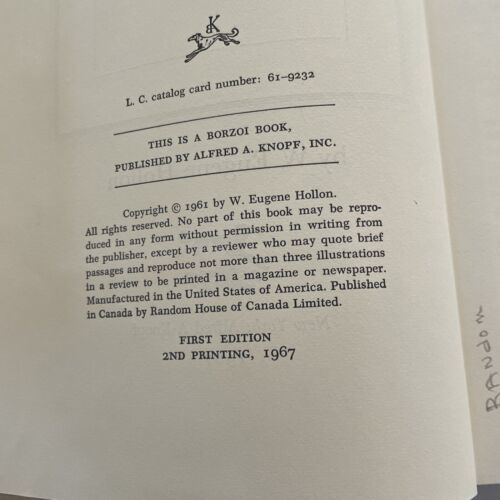 BK
L. C. catalog card number: 61-9232
THIS IS A BORZOI BOOK,
PUBLISHED BY ALFRED A. KNOPF, INC.
Copyright © 1961 by W. Eugene Hollon.
All rights reserved. No part of this book may be repro-
duced in any form without permission in writing from
the publisher, except by a reviewer who may quote brief
passages and reproduce not more than three illustrations
in a review to be printed in a magazine or newspaper.
Manufactured in the United States of America. Published
in Canada by Random House of Canada Limited.
FIRST EDITION
2ND PRINTING, 1967
RANDOM